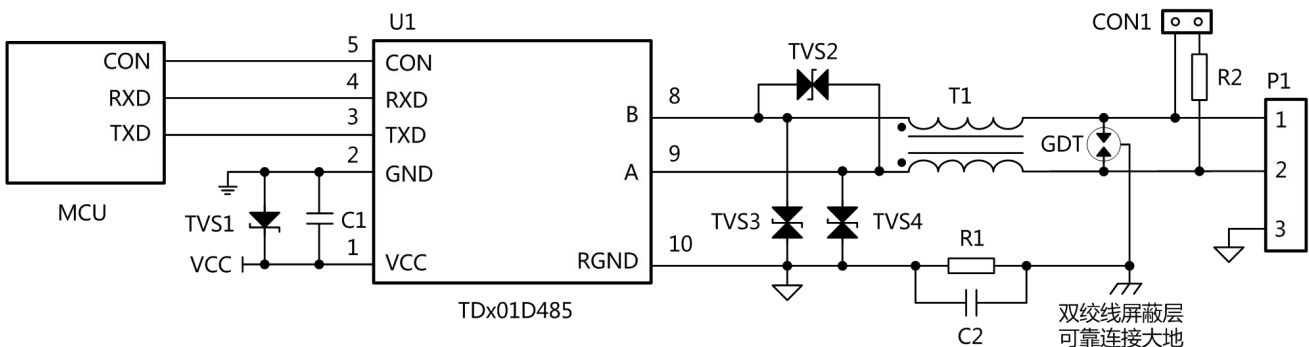 U1
CON1
TVS2
5
CON
CON
4
RXD
RXD
3
TXD
TXD
2
GND
1
VCC
VCC
MCU
TVS1
C1
B
8
A
9
RGND
10
TDx01D485
TVS3
TVS4
T1
GDT
R2
P1
1
2
3
R1
C2
双绞线屏蔽层
可靠连接大地